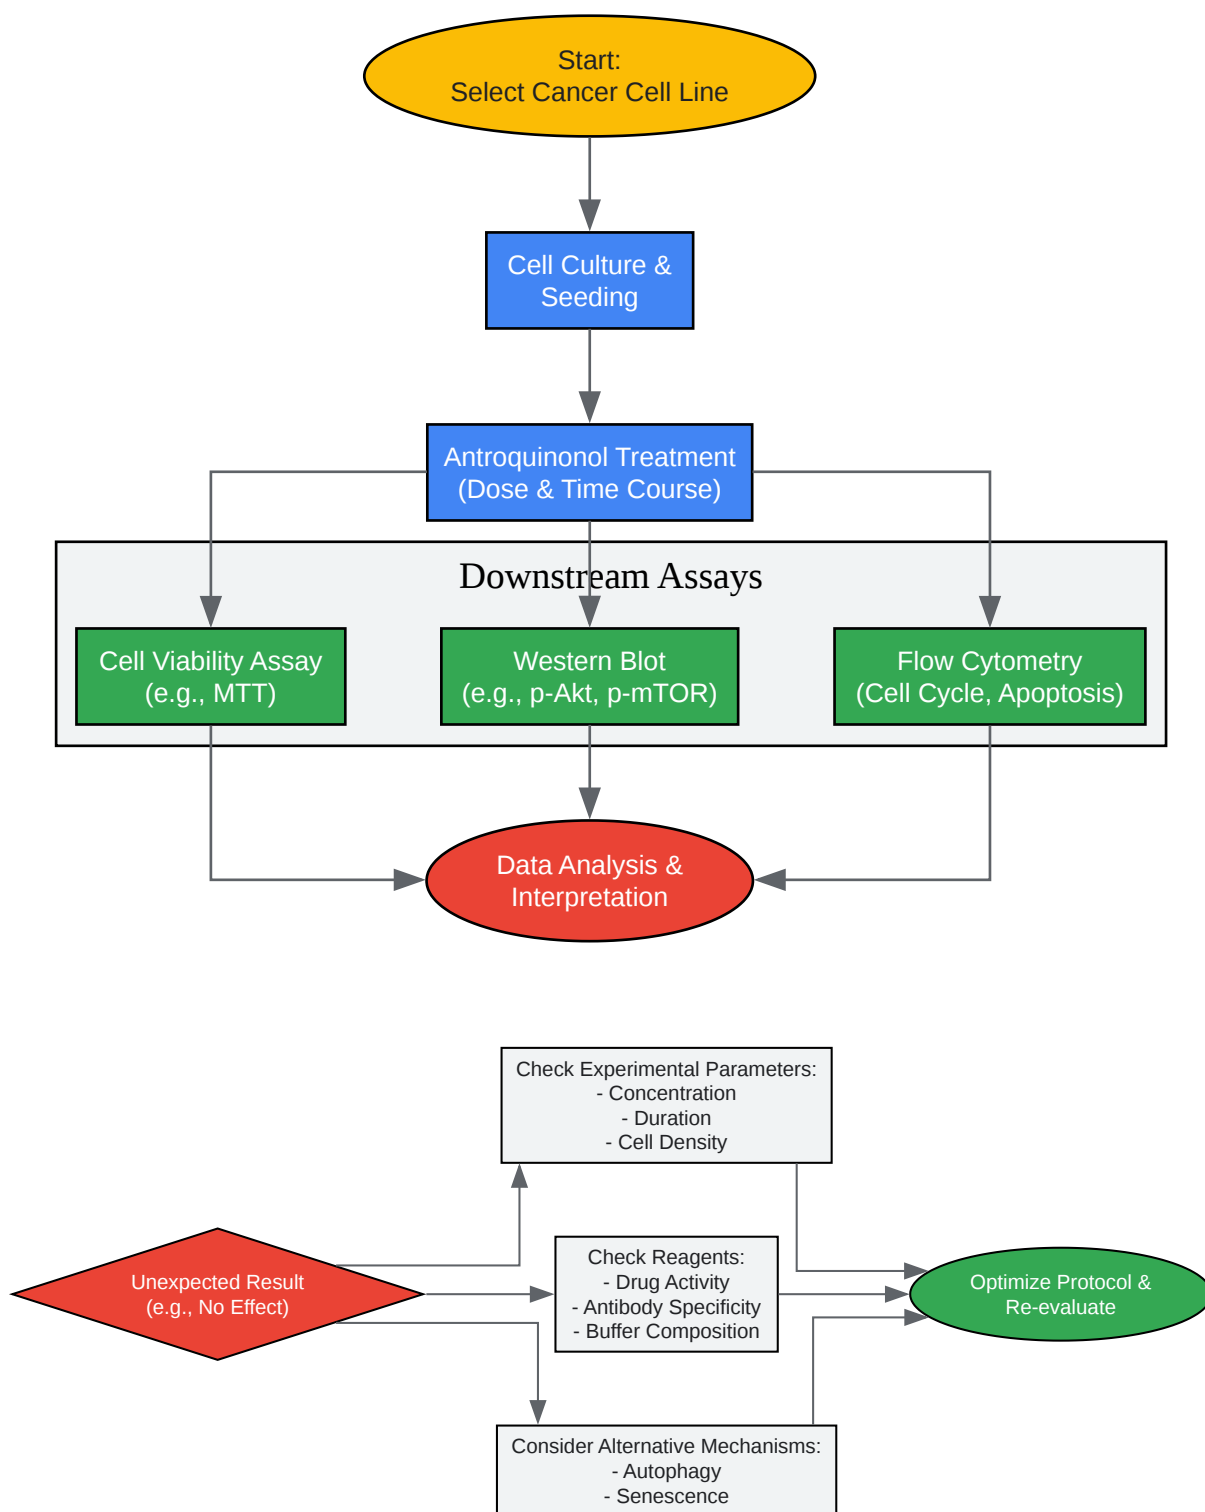 Start:
Select Cancer Cell Line
Cell Culture &
Seeding
Antroquinonol Treatment
(Dose & Time Course)
Downstream Assays
Cell Viability Assay
(e.g., MTT)
Western Blot
(e.g., p-Akt, p-mTOR)
Flow Cytometry
(Cell Cycle, Apoptosis)
Data Analysis &
Interpretation
Check Experimental Parameters:
- Concentration
- Duration
- Cell Density
Unexpected Result
(e.g., No Effect)
Check Reagents:
- Drug Activity
- Antibody Specificity
- Buffer Composition
Optimize Protocol &
Re-evaluate
Consider Alternative Mechanisms:
- Autophagy
- Senescence